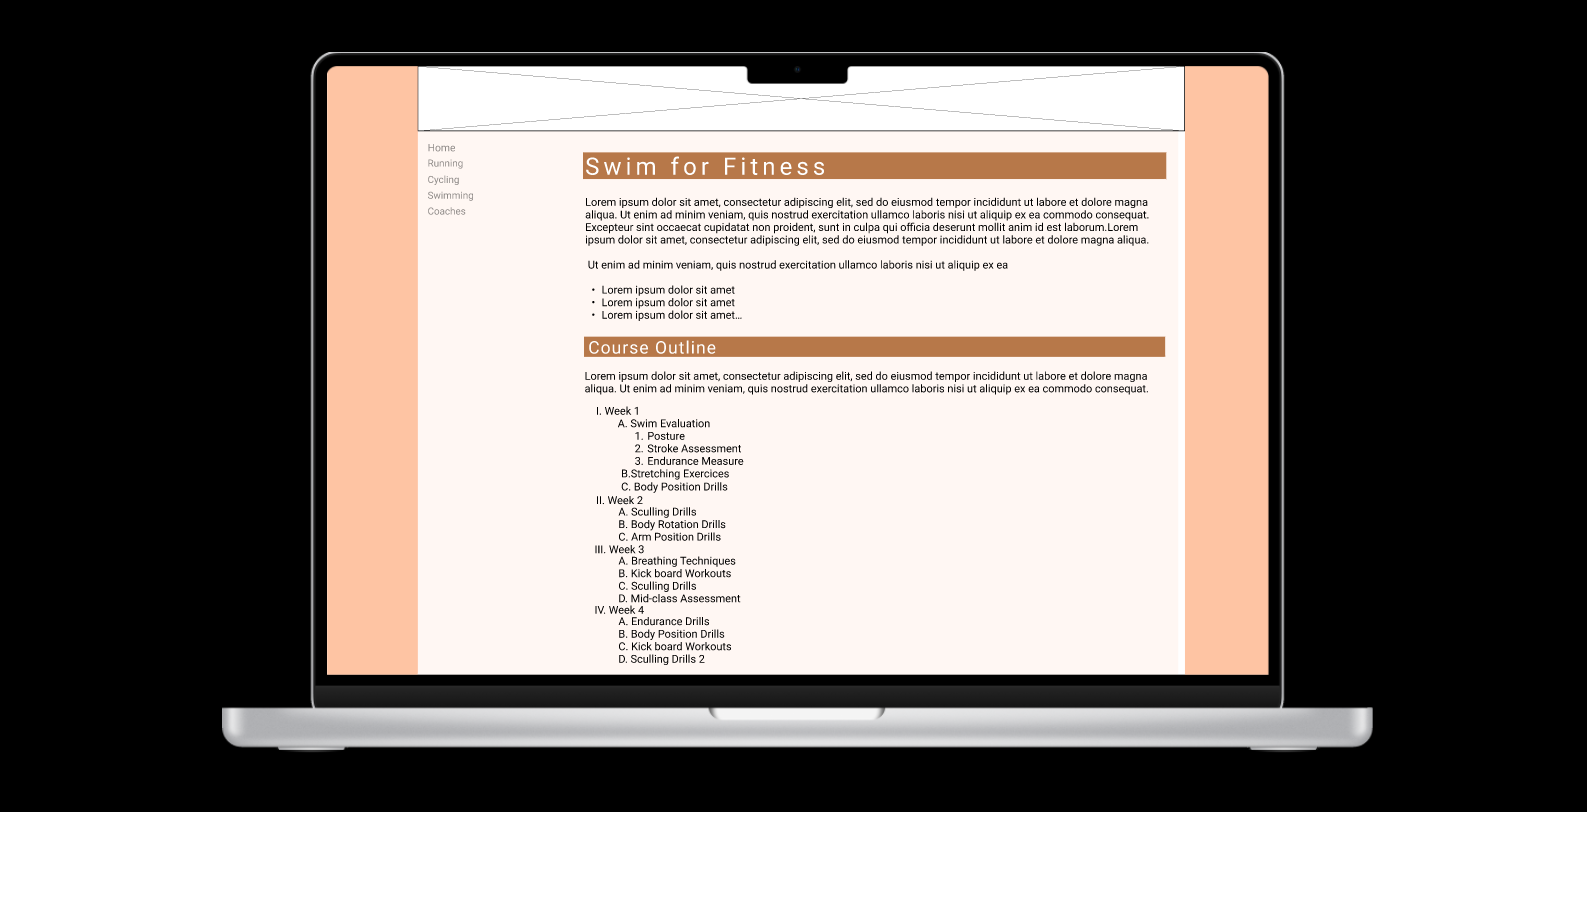 Home
Running
Cycling
Swimming
Coaches
Swim for Fitness
Lorem ipsum dolor sit amet, consectetur adipiscing elit, sed do eiusmod tempor incididunt ut labore et dolore magna
aliqua. Ut enim ad minim veniam, quis nostrud exercitation ullamco laboris nisi ut aliquip ex ea commodo consequat.
Excepteur sint occaecat cupidatat non proident, sunt in culpa qui officia deserunt mollit anim id est laborum.Lorem
ipsum dolor sit amet, consectetur adipiscing elit, sed do eiusmod tempor incididunt ut labore et dolore magna aliqua.
Ut enim ad minim veniam, quis nostrud exercitation ullamco laboris nisi ut aliquip ex ea
• Lorem ipsum dolor sit amet
• Lorem ipsum dolor sit amet
• Lorem ipsum dolor sit amet...
Course Outline
Lorem ipsum dolor sit amet, consectetur adipiscing elit, sed do eiusmod tempor incididunt ut labore et dolore magna
aliqua. Ut enim ad minim veniam, quis nostrud exercitation ullamco laboris nisi ut aliquip ex ea commodo consequat.
I. Week 1
A. Swim Evaluation
1. Posture
2. Stroke Assessment
3. Endurance Measure
B.Stretching Exercices
C. Body Position Drills
II. Week 2
A. Sculling Drills
B. Body Rotation Drills
C. Arm Position Drills
III. Week 3
A. Breathing Techniques
B. Kick board Workouts
C. Sculling Drills
D. Mid-class Assessment
IV. Week 4
A. Endurance Drills
B. Body Position Drills
C. Kick board Workouts
D. Sculling Drills 2